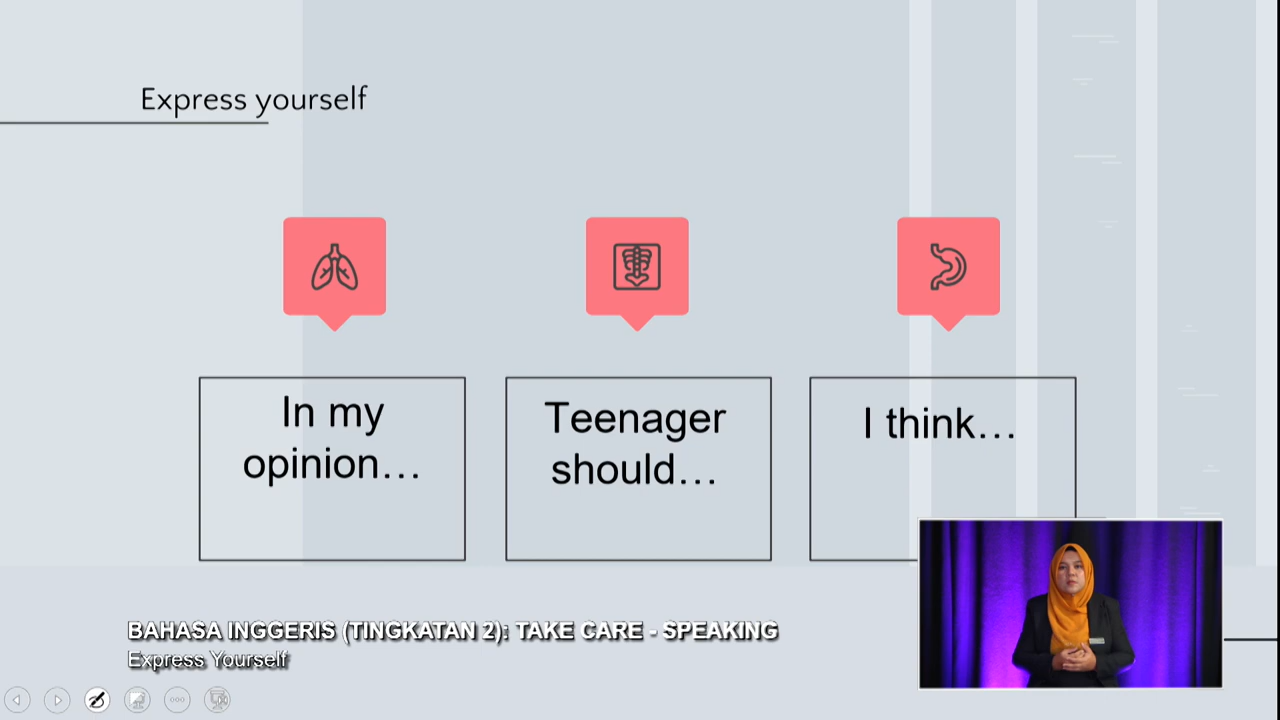 Express yourself
In my
opinion…
Teenager
should…
I think…
BAHASA INGGERIS (TINGKATAN 2): TAKE CARE - SPEAKING
Express Yourself